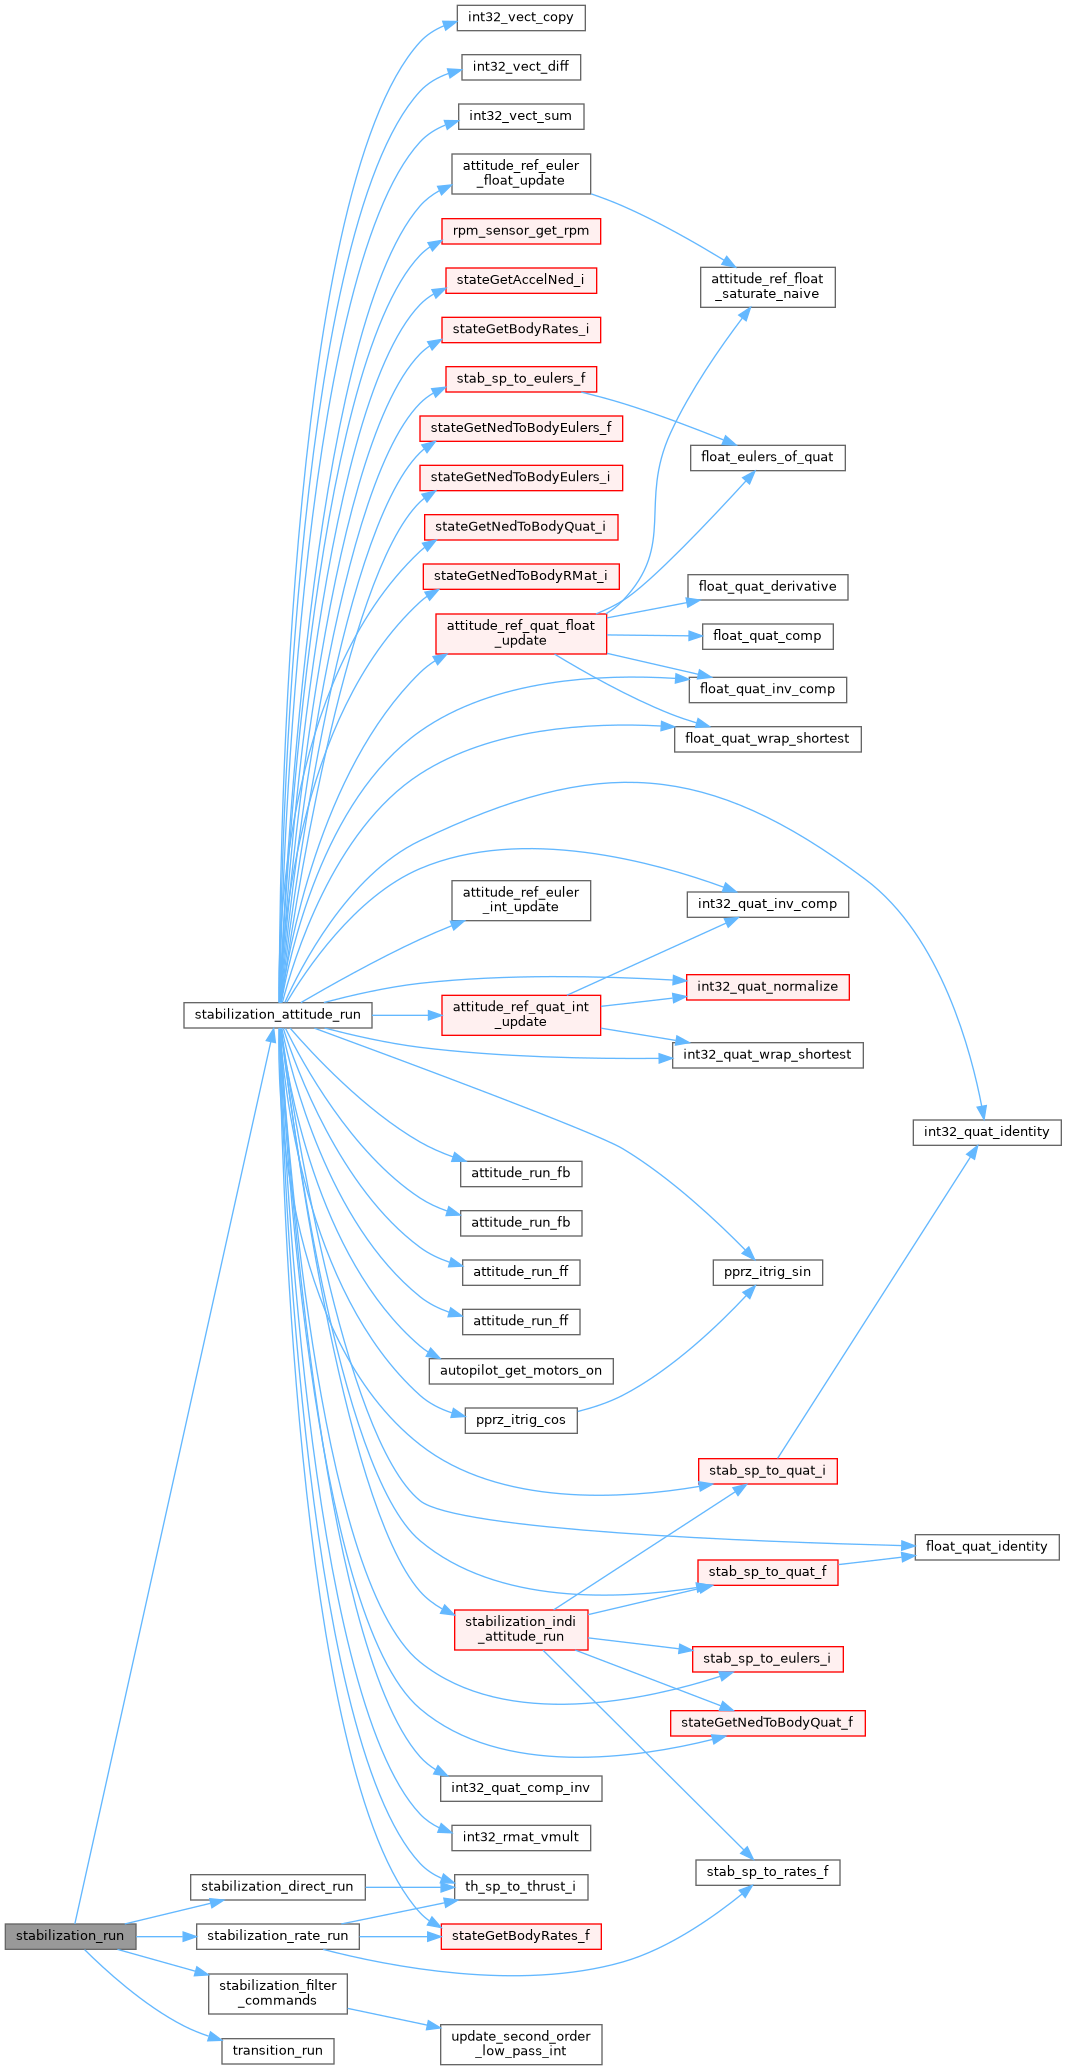 int32_vect_copy
int32_vect_diff
int32_vect_sum
attitude_ref_euler
_float_update
rpm_sensor_get_rpm
attitude_ref_float
_saturate_naive
stateGetAccelNed_i
stateGetBodyRates_i
stab_sp_to_eulers_f
stateGetNedToBodyEulers_f
float_eulers_of_quat
stateGetNedToBodyEulers_i
stateGetNedToBodyQuat_i
stateGetNedToBodyRMat_i
float_quat_derivative
attitude_ref_quat_float
_update
float_quat_comp
float_quat_inv_comp
float_quat_wrap_shortest
attitude_ref_euler
_int_update
int32_quat_inv_comp
int32_quat_normalize
stabilization_attitude_run
attitude_ref_quat_int
_update
int32_quat_wrap_shortest
int32_quat_identity
attitude_run_fb
attitude_run_fb
attitude_run_ff
pprz_itrig_sin
attitude_run_ff
autopilot_get_motors_on
pprz_itrig_cos
stab_sp_to_quat_i
float_quat_identity
stab_sp_to_quat_f
stabilization_indi
_attitude_run
stab_sp_to_eulers_i
stateGetNedToBodyQuat_f
int32_quat_comp_inv
int32_rmat_vmult
stab_sp_to_rates_f
stabilization_direct_run
th_sp_to_thrust_i
stabilization_run
stabilization_rate_run
stateGetBodyRates_f
stabilization_filter
_commands
update_second_order
_low_pass_int
transition_run